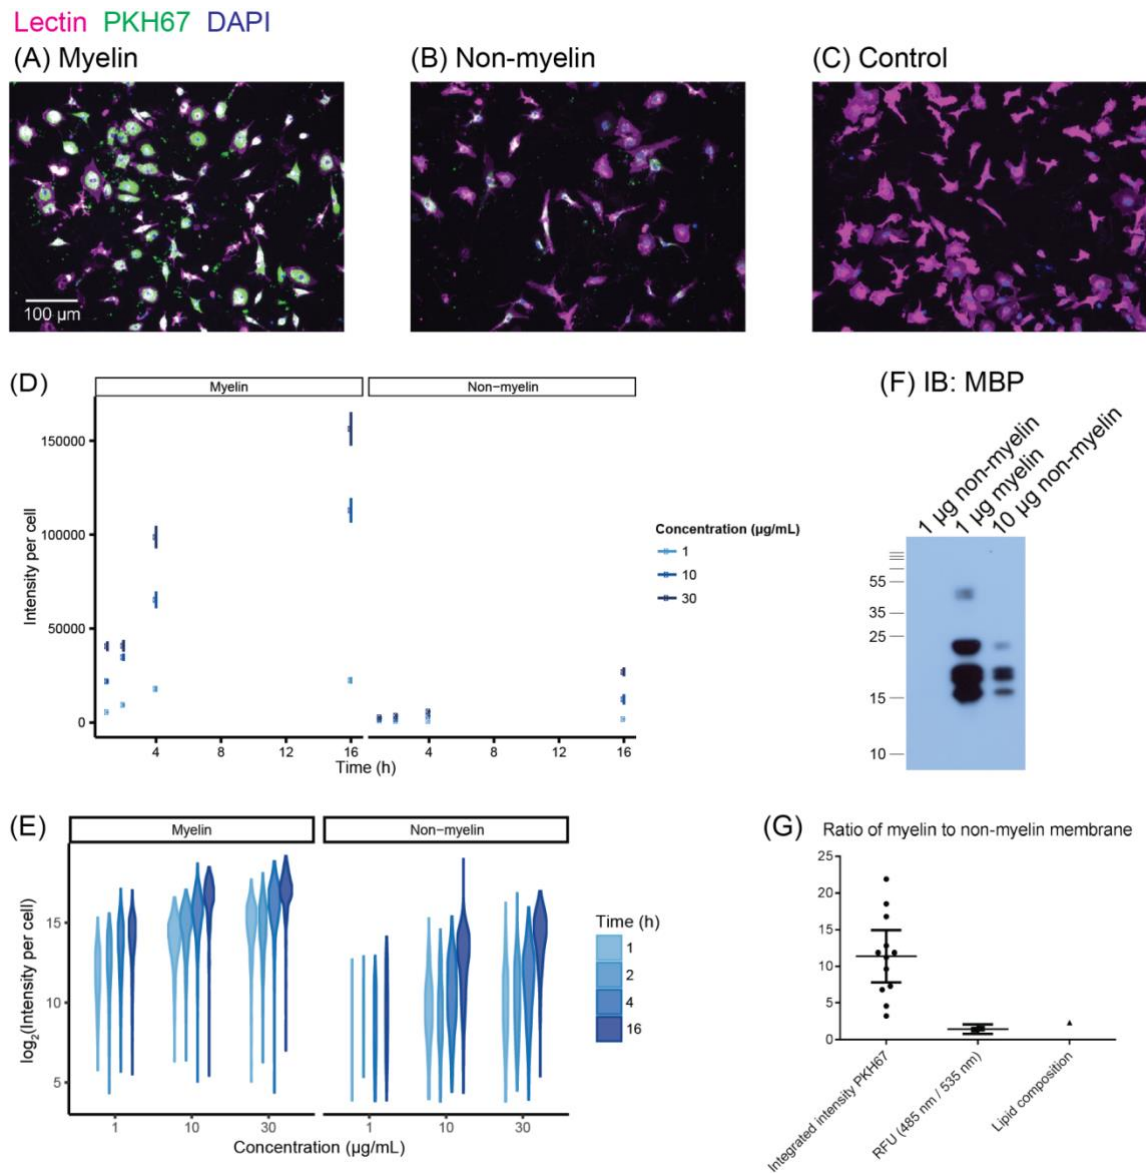 Lectin PKH67 DAPI
(A) Myelin
(B) Non-myelin
(C) Control
100 µm
(D)
Myelin
Non−myelin
Intensity per cell
150000
100000
50000
0
4
8
12
16
4
8
12
16
Time (h)
Concentration (µg/mL)
1
10
30
(F) IB: MBP
1 µg non-myelin
1 µg myelin
10 µg non-myelin
55
35
25
15
10
(E)
Myelin
Non−myelin
log2(Intensity per cell)
15
10
5
1
10
30
1
10
30
Concentration (µg/mL)
Time (h)
1
2
4
16
(G)
Ratio of myelin to non-myelin membrane
25
20
15
10
5
0
Integrated intensity PKH67
RFU (485 nm / 535 nm)
Lipid composition